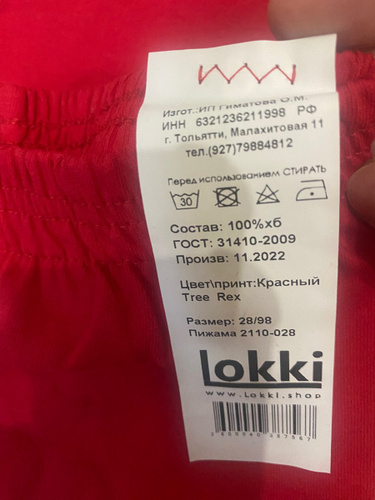 Изгот.:ИП Гиматова О.М.
ИНН 6321236211998 РФ
г. Тольятти, Малахитовая 11
тел.(927)79884812
Перед использованием СТИРАТЬ
30
Состав: 100%хб
ГОСТ: 31410-2009
Произв: 11.2022
Цвет\принт:Красный
Tree Rex
Размер: 28/98
Пижама 2110-028
Lokki
www.Lokki.shop